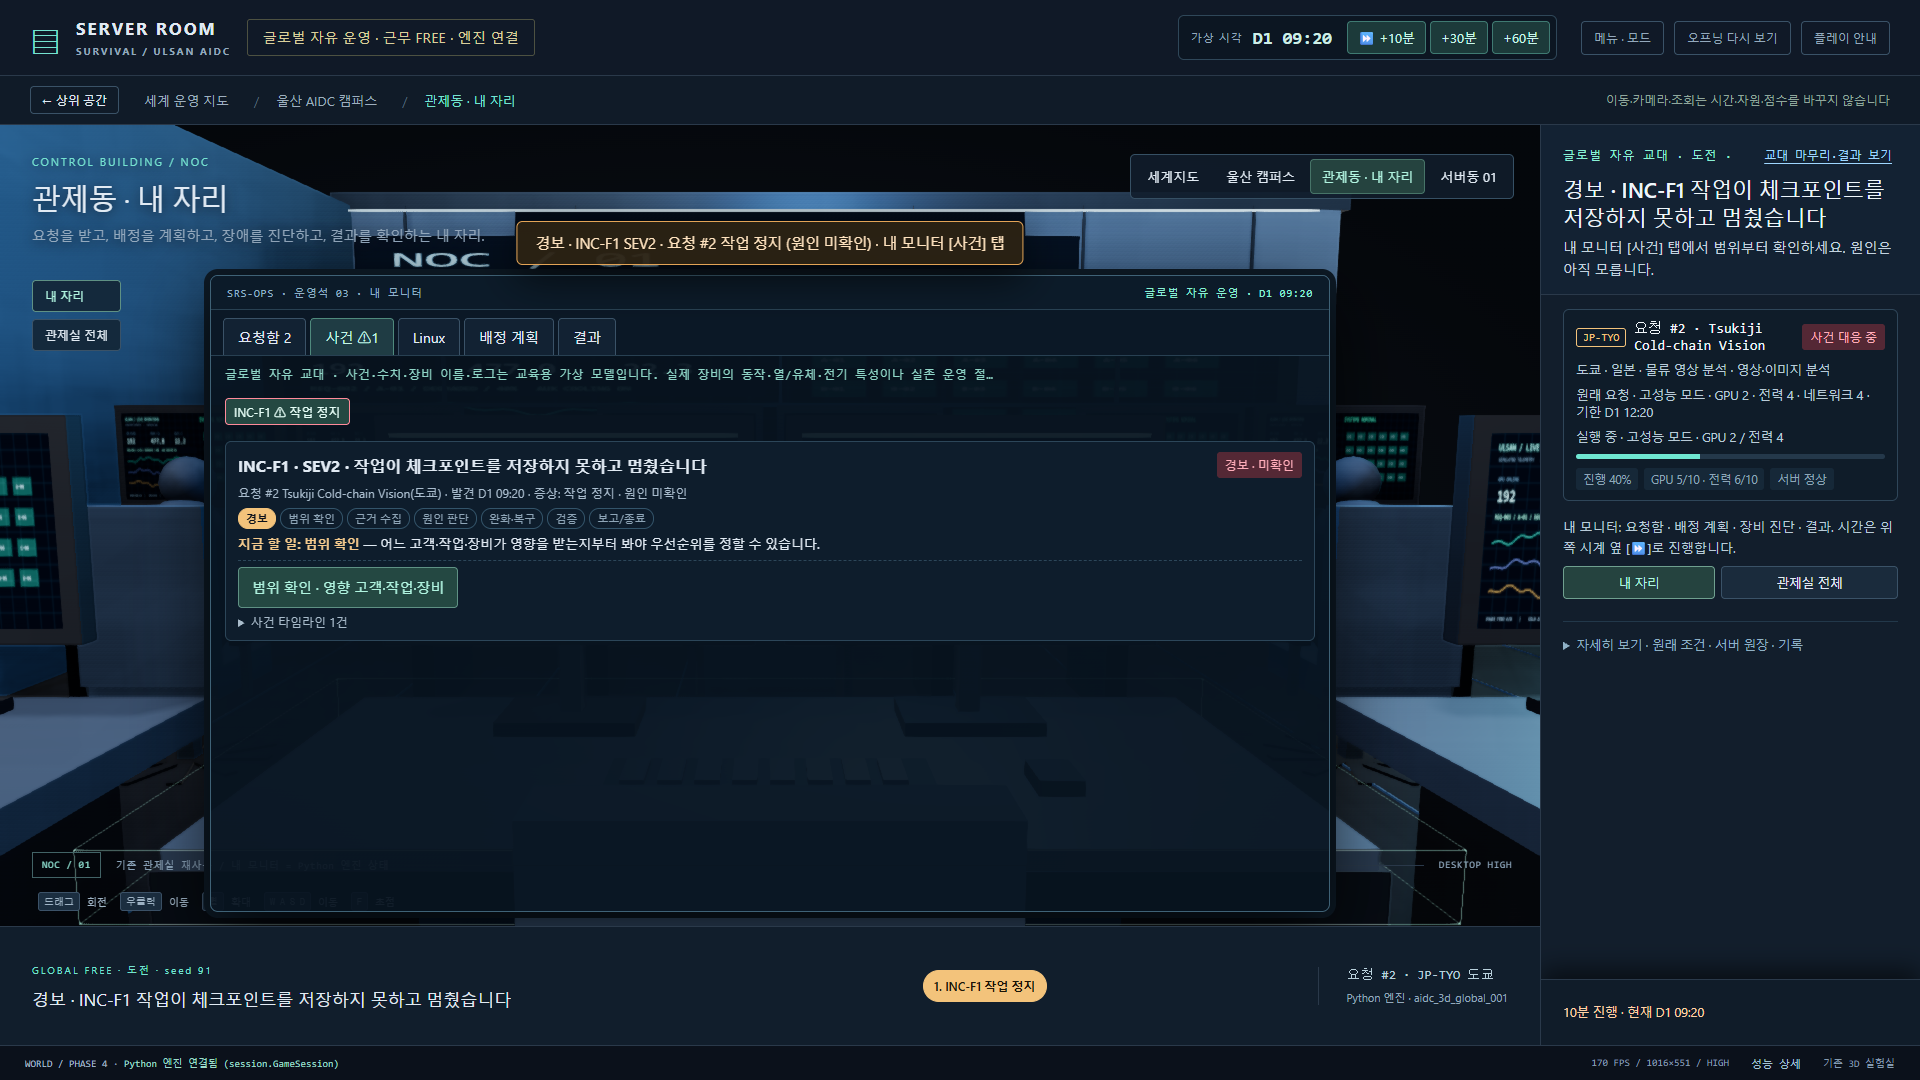 SERVER ROOM
SURVIVAL / ULSAN AIDC
글로벌 자유 운영 · 근무 FREE · 엔진 연결
가상 시각 D1 09:20 ⏩ +10분 +30분 +60분
메뉴 · 모드 오프닝 다시 보기 플레이 안내
← 상위 공간 세계 운영 지도 / 울산 AIDC 캠퍼스 / 관제동 · 내 자리
이동·카메라·조회는 시간·자원·점수를 바꾸지 않습니다
CONTROL BUILDING / NOC
관제동 · 내 자리
요청을 받고, 배정을 계획하고, 장애를 진단하고, 결과를 확인하는 내 자리.
세계지도 울산 캠퍼스 관제동 · 내 자리 서버동 01
경보 · INC-F1 SEV2 · 요청 #2 작업 정지 (원인 미확인) · 내 모니터 [사건] 탭
NOC / 01
내 자리
관제실 전체
SRS-OPS · 운영석 03 · 내 모니터
글로벌 자유 운영 · D1 09:20
요청함 2 사건 ⚠1 Linux 배정 계획 결과
글로벌 자유 교대 · 사건·수치·장비 이름·로그는 교육용 가상 모델입니다. 실제 장비의 동작·열/유체·전기 특성이나 실존 운영 절…
INC-F1 ⚠ 작업 정지
INC-F1 · SEV2 · 작업이 체크포인트를 저장하지 못하고 멈췄습니다
경보 · 미확인
요청 #2 Tsukiji Cold-chain Vision(도쿄) · 발견 D1 09:20 · 증상: 작업 정지 · 원인 미확인
경보 범위 확인 근거 수집 원인 판단 완화·복구 검증 보고/종료
지금 할 일: 범위 확인 — 어느 고객·작업·장비가 영향을 받는지부터 봐야 우선순위를 정할 수 있습니다.
범위 확인 · 영향 고객·작업·장비
▶ 사건 타임라인 1건
ULSAN / LIVE
192
NOC / 01 기존 관제실 재사
DESKTOP HIGH
드래그 회전 우클릭 이동
글로벌 자유 교대 · 도전 · 교대 마무리·결과 보기
경보 · INC-F1 작업이 체크포인트를
저장하지 못하고 멈췄습니다
내 모니터 [사건] 탭에서 범위부터 확인하세요. 원인은
아직 모릅니다.
JP-TYO 요청 #2 · Tsukiji
Cold-chain Vision
사건 대응 중
도쿄 · 일본 · 물류 영상 분석 · 영상·이미지 분석
원래 요청 · 고성능 모드 · GPU 2 · 전력 4 · 네트워크 4 ·
기한 D1 12:20
실행 중 · 고성능 모드 · GPU 2 / 전력 4
진행 40% GPU 5/10 · 전력 6/10 서버 정상
내 모니터: 요청함 · 배정 계획 · 장비 진단 · 결과. 시간은 위
쪽 시계 옆 [⏩]로 진행합니다.
내 자리 관제실 전체
▶ 자세히 보기 · 원래 조건 · 서버 원장 · 기록
GLOBAL FREE · 도전 · seed 91
경보 · INC-F1 작업이 체크포인트를 저장하지 못하고 멈췄습니다
1. INC-F1 작업 정지
요청 #2 · JP-TYO 도쿄
Python 엔진 · aidc_3d_global_001
10분 진행 · 현재 D1 09:20
WORLD / PHASE 4 · Python 엔진 연결됨 (session.GameSession)
170 FPS / 1016×551 / HIGH 성능 상세 기존 3D 실험실